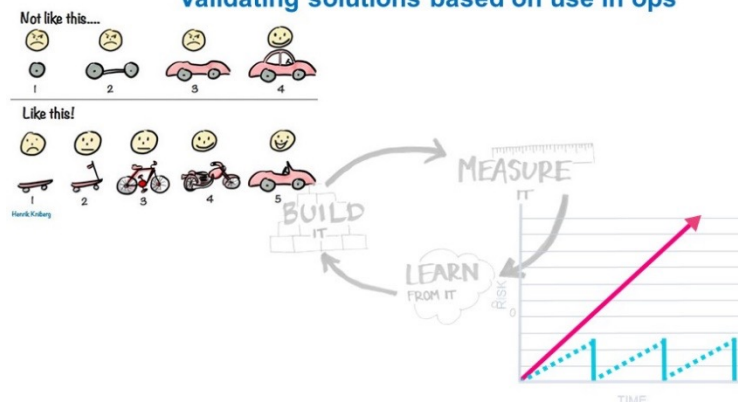 validating solutions based on use in ops
Not like this....
1 2 3 4
Like this!
1 2 3 4 5
Henrik Kniberg
MEASURE
IT
BUILD
IT
LEARN
FROM IT
RISK
0
TIME